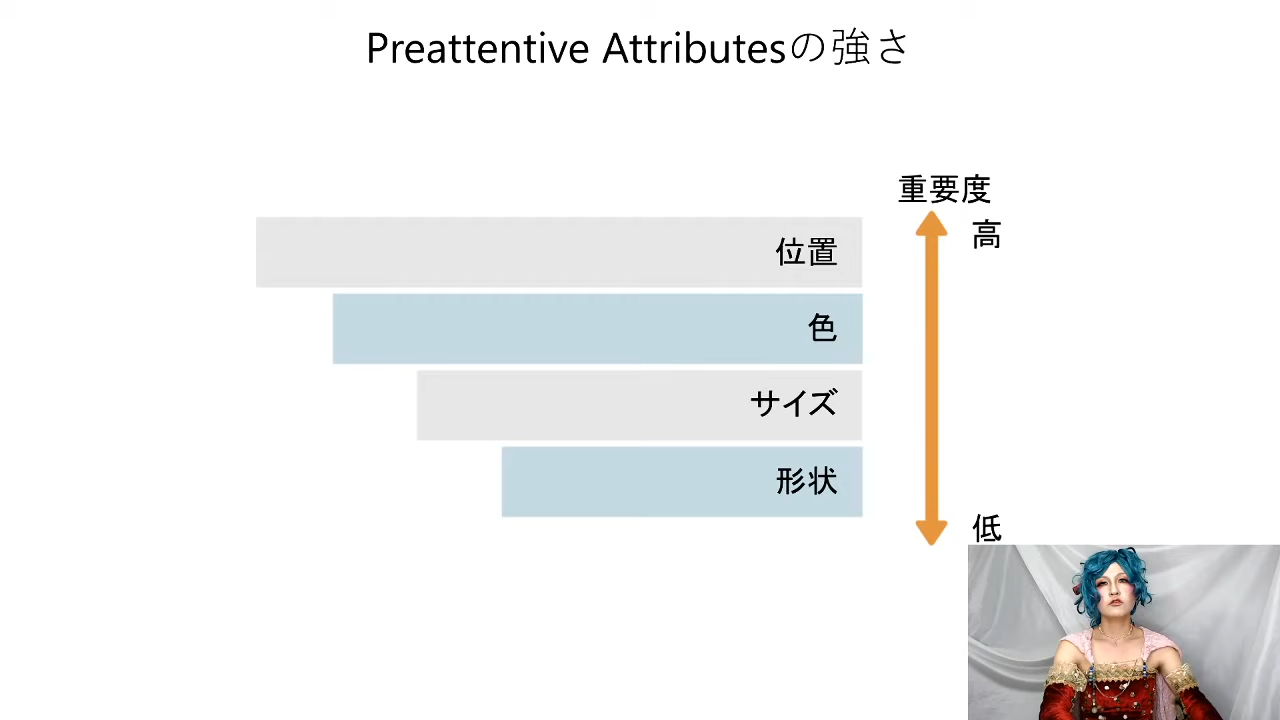 Preattentive Attributesの強さ
重要度
高
位置
色
サイズ
形状
低